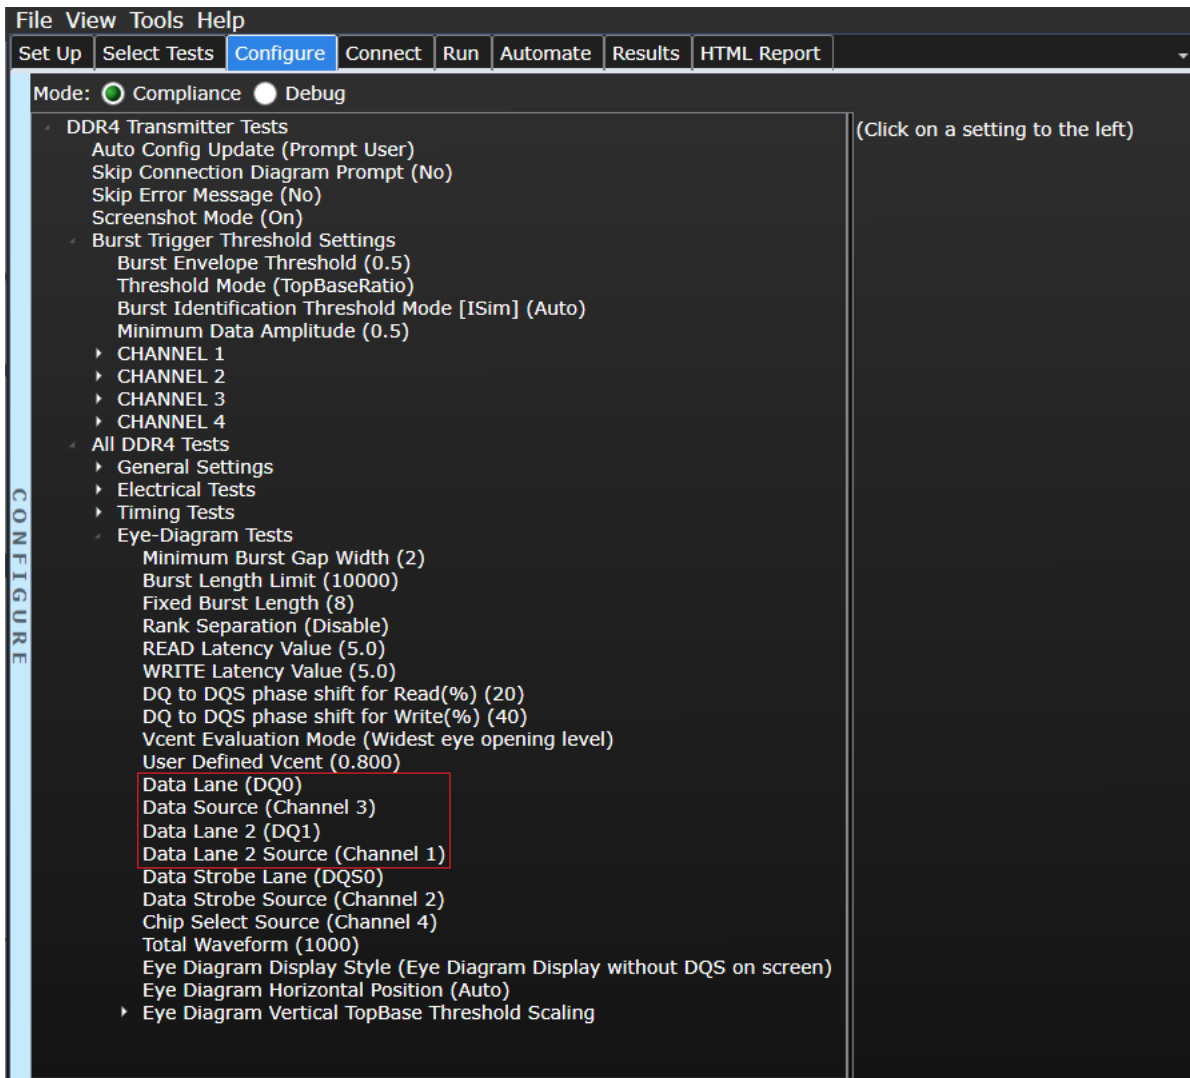 File View Tools Help
Set Up Select Tests Configure Connect Run Automate Results HTML Report
Mode: Compliance Debug
DDR4 Transmitter Tests
Auto Config Update (Prompt User)
Skip Connection Diagram Prompt (No)
Skip Error Message (No)
Screenshot Mode (On)
Burst Trigger Threshold Settings
Burst Envelope Threshold (0.5)
Threshold Mode (TopBaseRatio)
Burst Identification Threshold Mode [ISim] (Auto)
Minimum Data Amplitude (0.5)
CHANNEL 1
CHANNEL 2
CHANNEL 3
CHANNEL 4
All DDR4 Tests
General Settings
Electrical Tests
Timing Tests
Eye-Diagram Tests
Minimum Burst Gap Width (2)
Burst Length Limit (10000)
Fixed Burst Length (8)
Rank Separation (Disable)
READ Latency Value (5.0)
WRITE Latency Value (5.0)
DQ to DQS phase shift for Read(%) (20)
DQ to DQS phase shift for Write(%) (40)
Vcent Evaluation Mode (Widest eye opening level)
User Defined Vcent (0.800)
Data Lane (DQ0)
Data Source (Channel 3)
Data Lane 2 (DQ1)
Data Lane 2 Source (Channel 1)
Data Strobe Lane (DQS0)
Data Strobe Source (Channel 2)
Chip Select Source (Channel 4)
Total Waveform (1000)
Eye Diagram Display Style (Eye Diagram Display without DQS on screen)
Eye Diagram Horizontal Position (Auto)
Eye Diagram Vertical TopBase Threshold Scaling
(Click on a setting to the left)
CONFIGURE